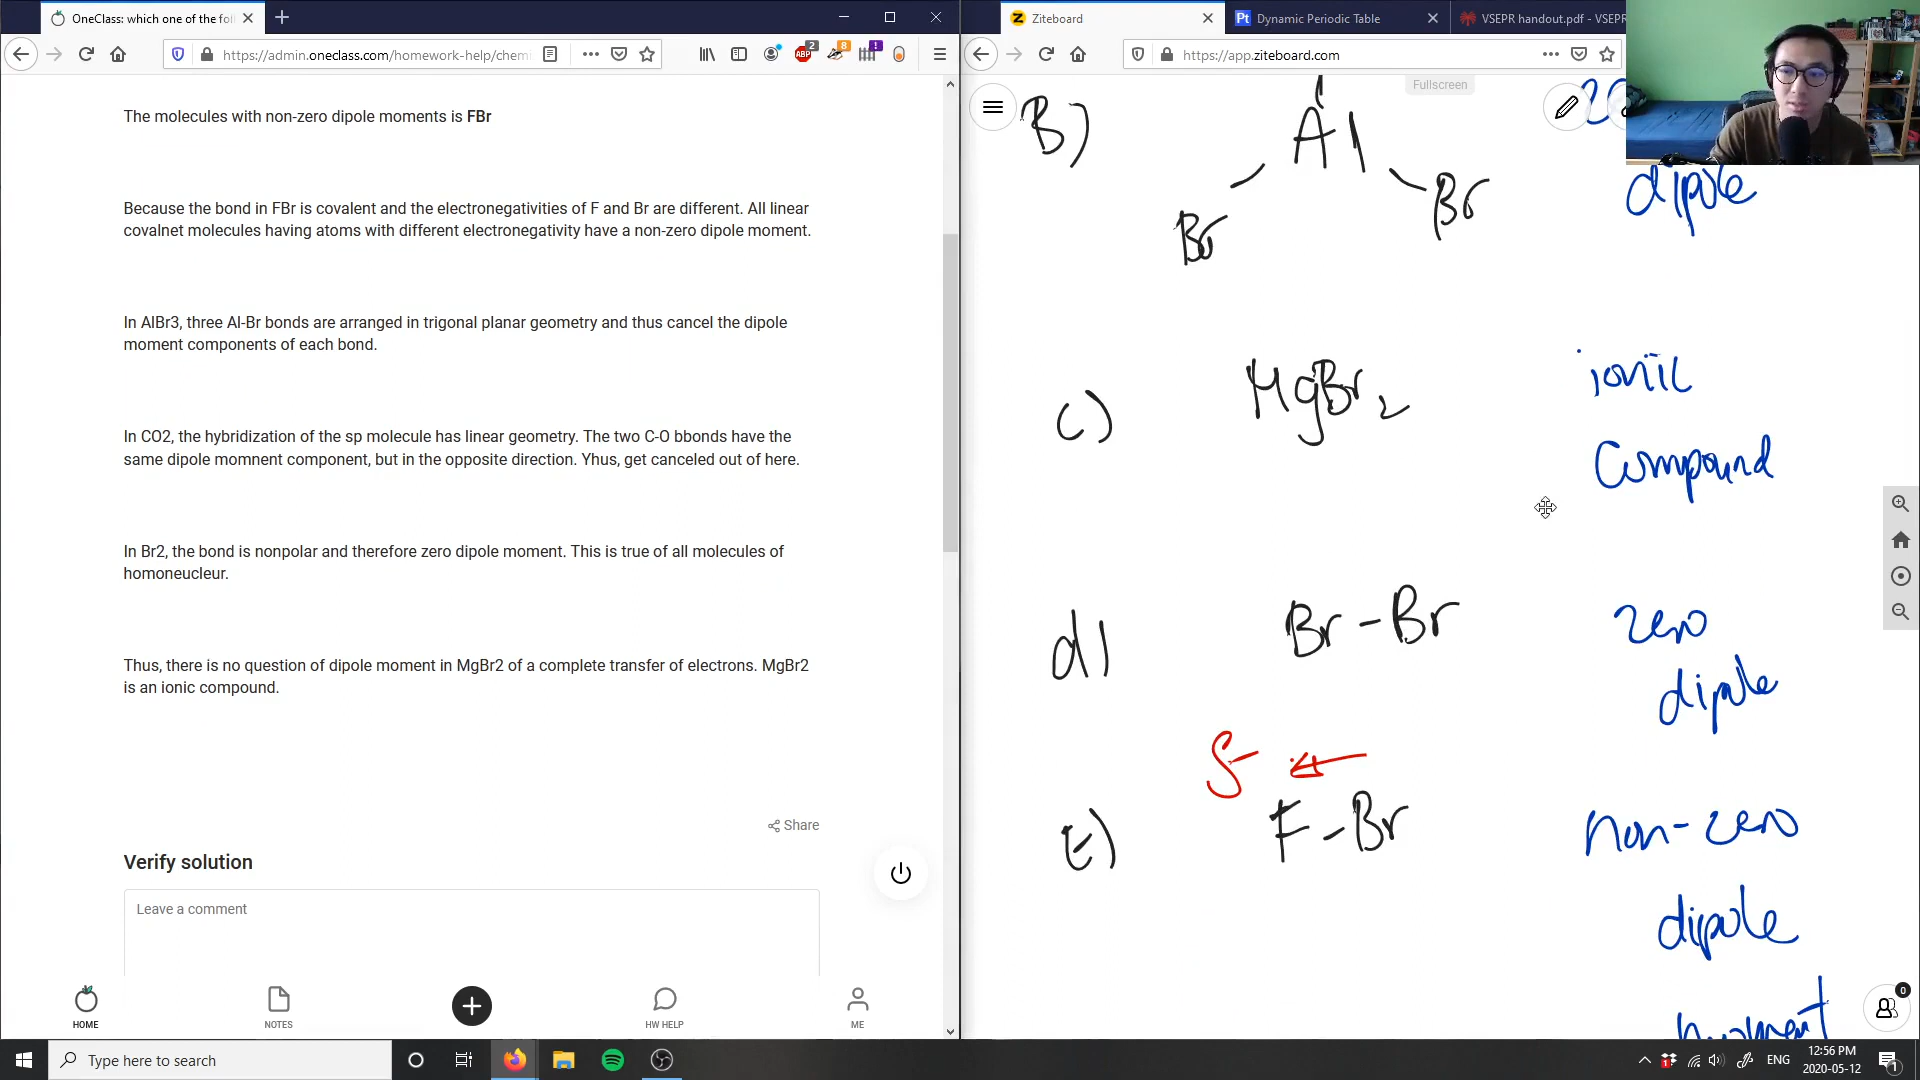 OneClass: which one of the fol
Ziteboard
Dynamic Periodic Table
VSEPR handout.pdf - VSEPR
https://admin.oneclass.com/homework-help/chemi
https://app.ziteboard.com
Fullscreen
The molecules with non-zero dipole moments is FBr
Because the bond in FBr is covalent and the electronegativities of F and Br are different. All linear
covalnet molecules having atoms with different electronegativity have a non-zero dipole moment.
In AlBr3, three Al-Br bonds are arranged in trigonal planar geometry and thus cancel the dipole
moment components of each bond.
In CO2, the hybridization of the sp molecule has linear geometry. The two C-O bbonds have the
same dipole momnent component, but in the opposite direction. Yhus, get canceled out of here.
In Br2, the bond is nonpolar and therefore zero dipole moment. This is true of all molecules of
homoneucleur.
Thus, there is no question of dipole moment in MgBr2 of a complete transfer of electrons. MgBr2
is an ionic compound.
Share
Verify solution
Leave a comment
HOME
NOTES
HW HELP
ME
B)
Al
Br
Br
dipole
c)
MgBr2
ionic
compound
d)
Br - Br
zero
dipole
E)
F - Br
non-zero
dipole
moment
0
Type here to search
ENG
12:56 PM
2020-05-12